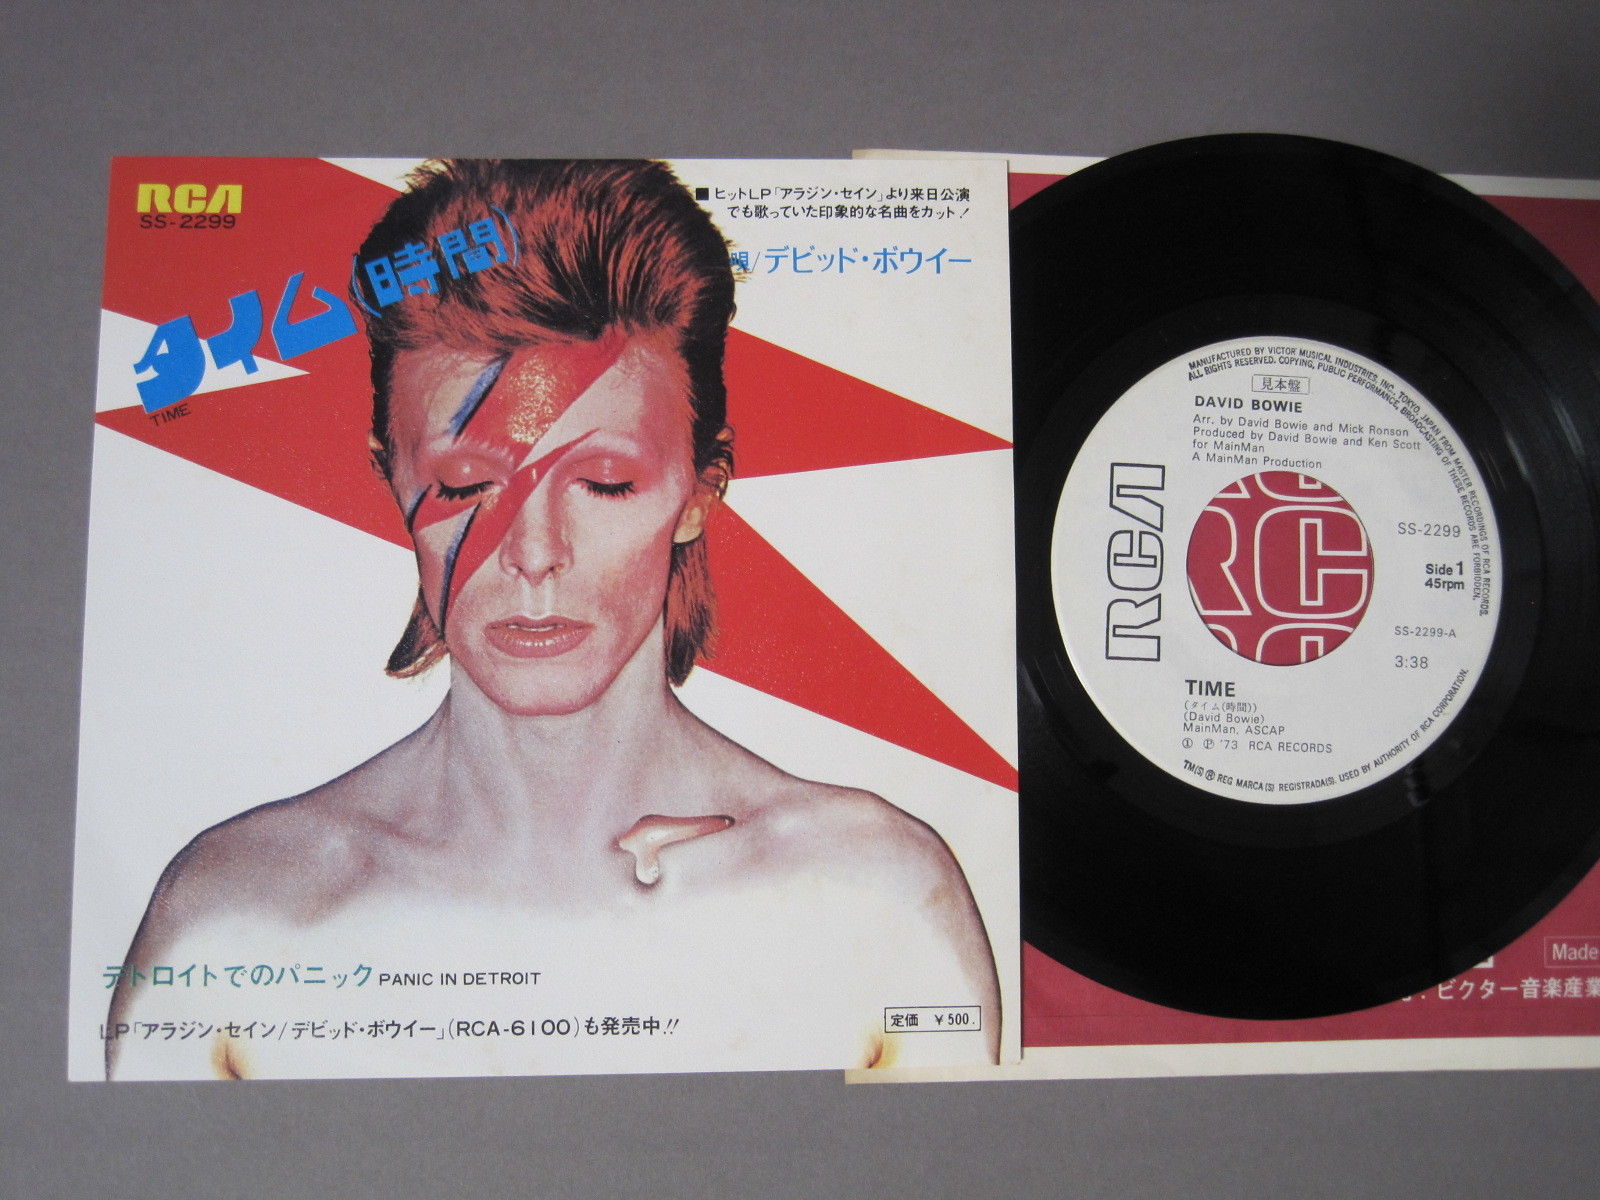 RCA
SS-2299
タイム(時間)
TIME
■ ヒットLP「アラジン・セイン」より来日公演
でも歌っていた印象的な名曲をカット!
唄/デビッド・ボウイー
デトロイトでのパニック PANIC IN DETROIT
LP「アラジン・セイン/デビッド・ボウイー」(RCA-6100)も発売中!!
定価 ¥500.
MANUFACTURED BY VICTOR MUSICAL INDUSTRIES, INC. TOKYO, JAPAN FROM MASTER RECORDINGS OF RCA RECORDS.
ALL RIGHTS RESERVED. COPYING, PUBLIC PERFORMANCE, BROADCASTING OF THESE RECORDS ARE FORBIDDEN.
見本盤
DAVID BOWIE
Arr. by David Bowie and Mick Ronson
Produced by David Bowie and Ken Scott
for MainMan
A MainMan Production
RCA
RC
SS-2299
Side 1
45rpm
SS-2299-A
3:38
TIME
(タイム(時間))
(David Bowie)
MainMan, ASCAP
① Ⓟ '73 RCA RECORDS
TM(S) ® REG. MARCA(S) REGISTRADA(S). USED BY AUTHORITY OF RCA CORPORATION.
Made
: ビクター音楽産業